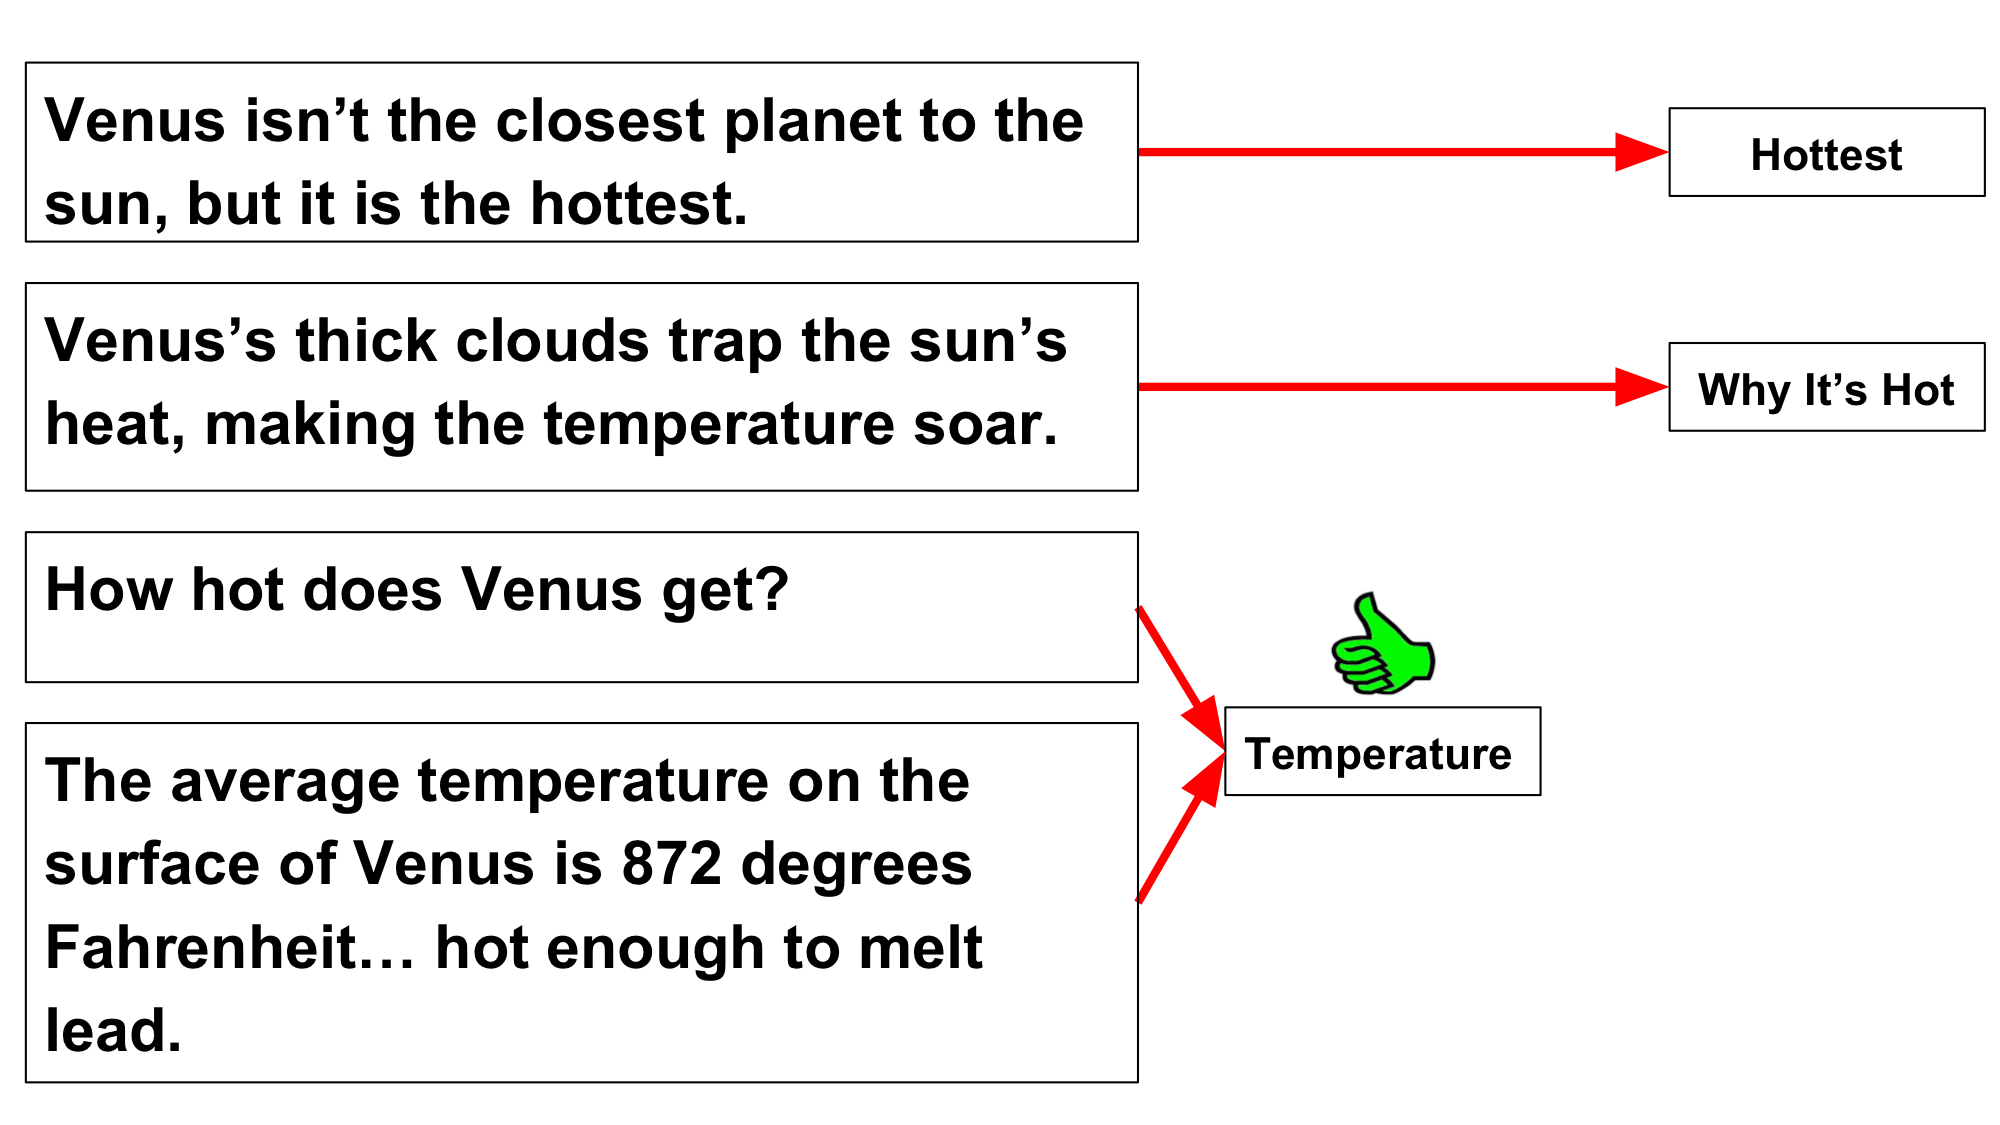 Venus isn’t the closest planet to the
sun, but it is the hottest.
Hottest
Venus’s thick clouds trap the sun’s
heat, making the temperature soar.
Why It’s Hot
How hot does Venus get?
The average temperature on the
surface of Venus is 872 degrees
Fahrenheit… hot enough to melt
lead.
Temperature